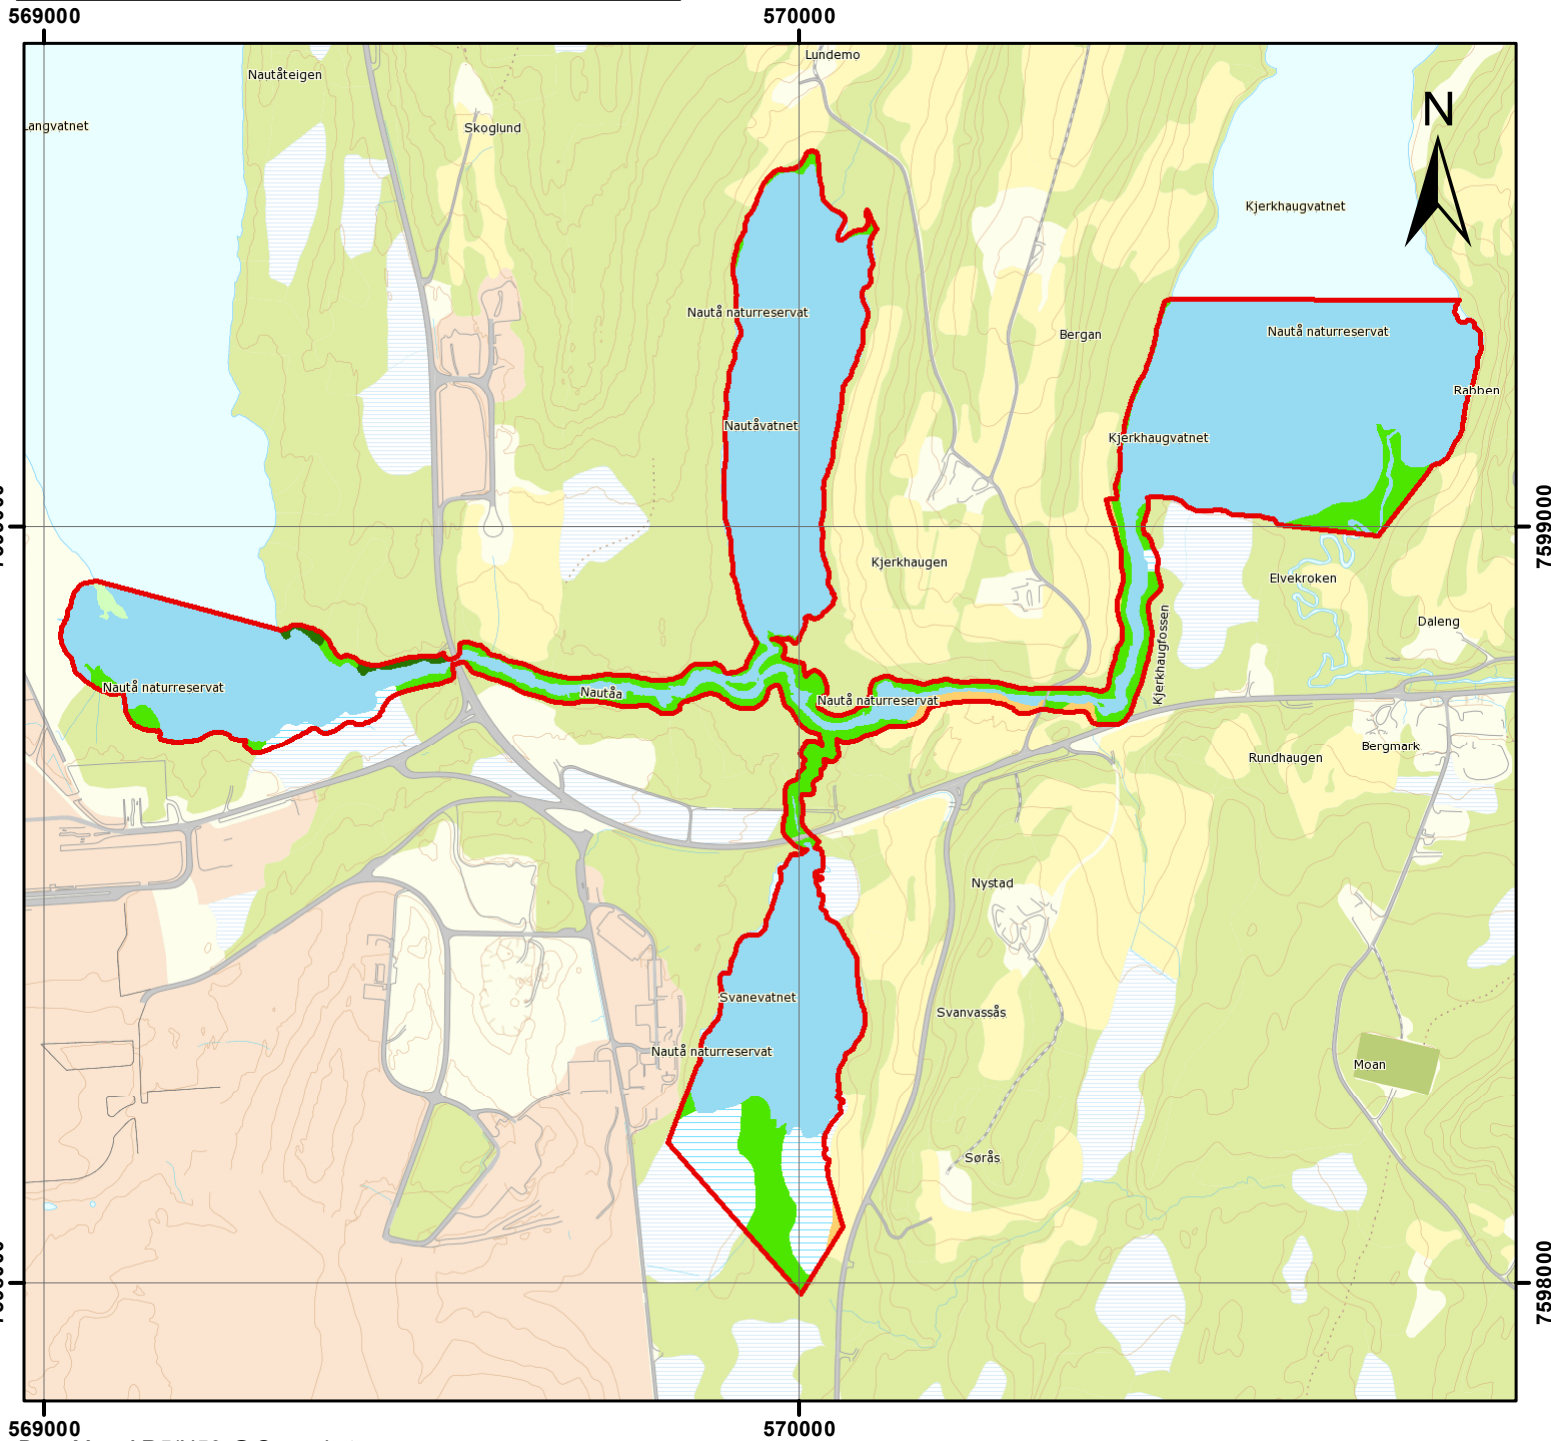 569000
570000
Lundemo
Nautåteigen
N
Langvatnet
Skoglund
Kjerkhaugvatnet
Nautå naturreservat
Nautå naturreservat
Bergan
Rabben
Nautåvatnet
Kjerkhaugvatnet
7599000
Kjerkhaugen
Elvekroken
Daleng
Kjerkhaugfossen
Nautå naturreservat
Nautåa
Nautå naturreservat
Bergmark
Rundhaugen
Nystad
Svanevatnet
Svanvassås
Nautå naturreservat
Moan
Sørås
7598000
569000
570000